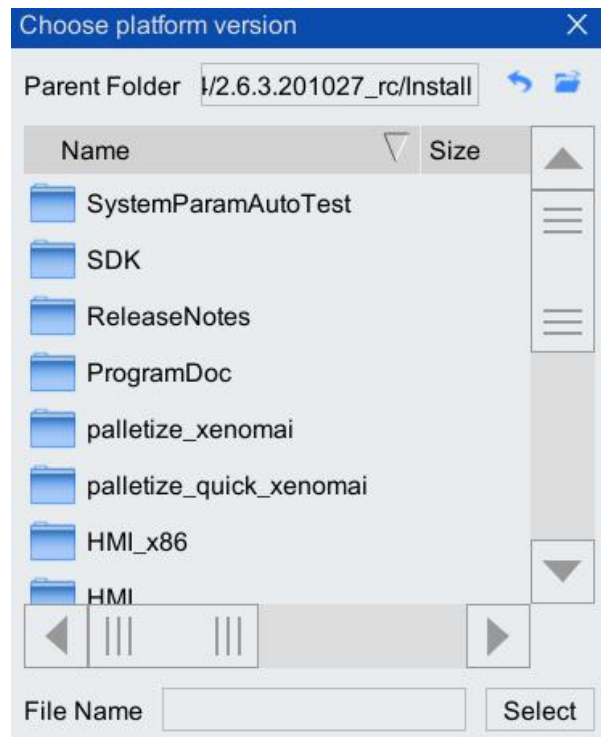 Choose platform version
Parent Folder /2.6.3.201027_rc/Install
Name Size
SystemParamAutoTest
SDK
ReleaseNotes
ProgramDoc
palletize_xenomai
palletize_quick_xenomai
HMI_x86
HMI
File Name Select